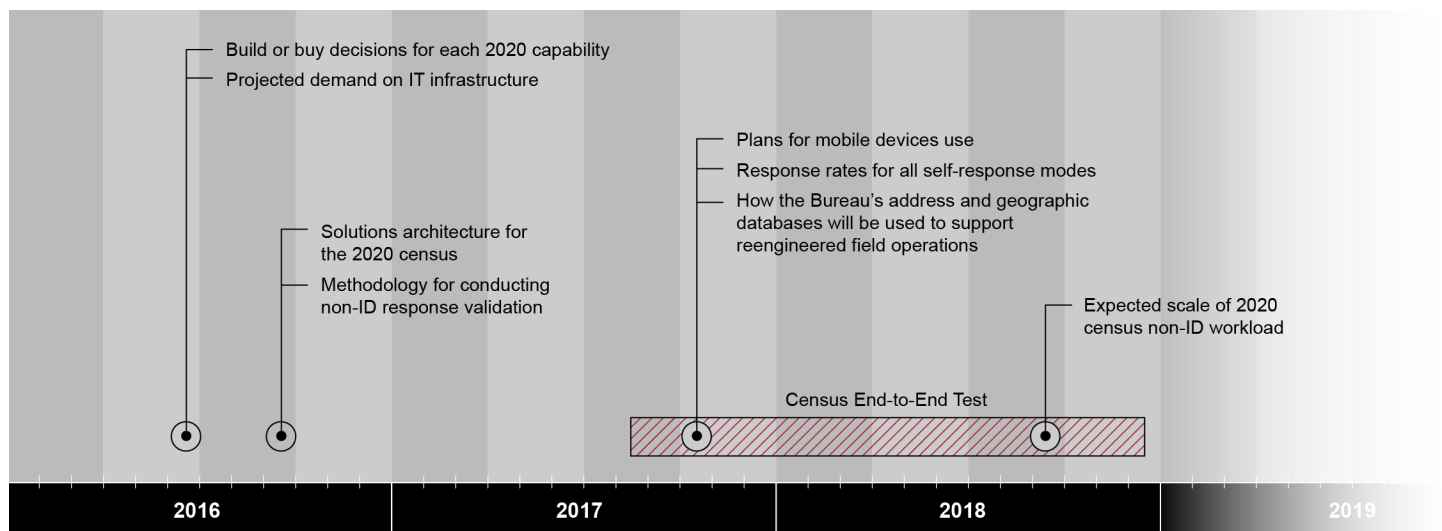 Build or buy decisions for each 2020 capability
Projected demand on IT infrastructure
Plans for mobile devices use
Response rates for all self-response modes
How the Bureau's address and geographic
databases will be used to support
reengineered field operations
Solutions architecture for
the 2020 census
Methodology for conducting
non-ID response validation
Expected scale of 2020
census non-ID workload
Census End-to-End Test
2016
2017
2018
2019